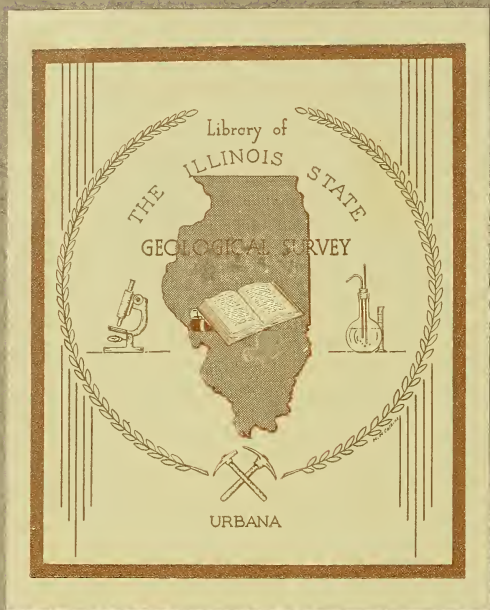 Library of
THE ILLINOIS STATE
GEOLOGICAL SURVEY
URBANA